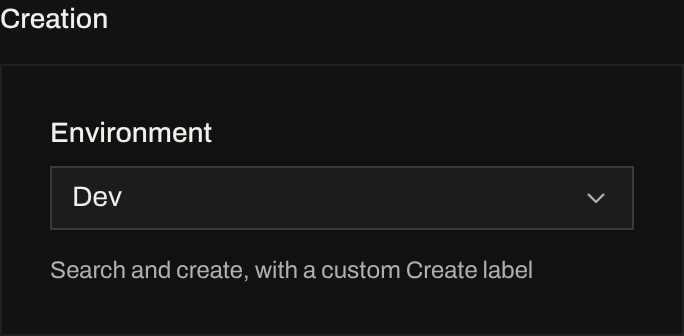 Creation
Environment
Dev
Search and create, with a custom Create label